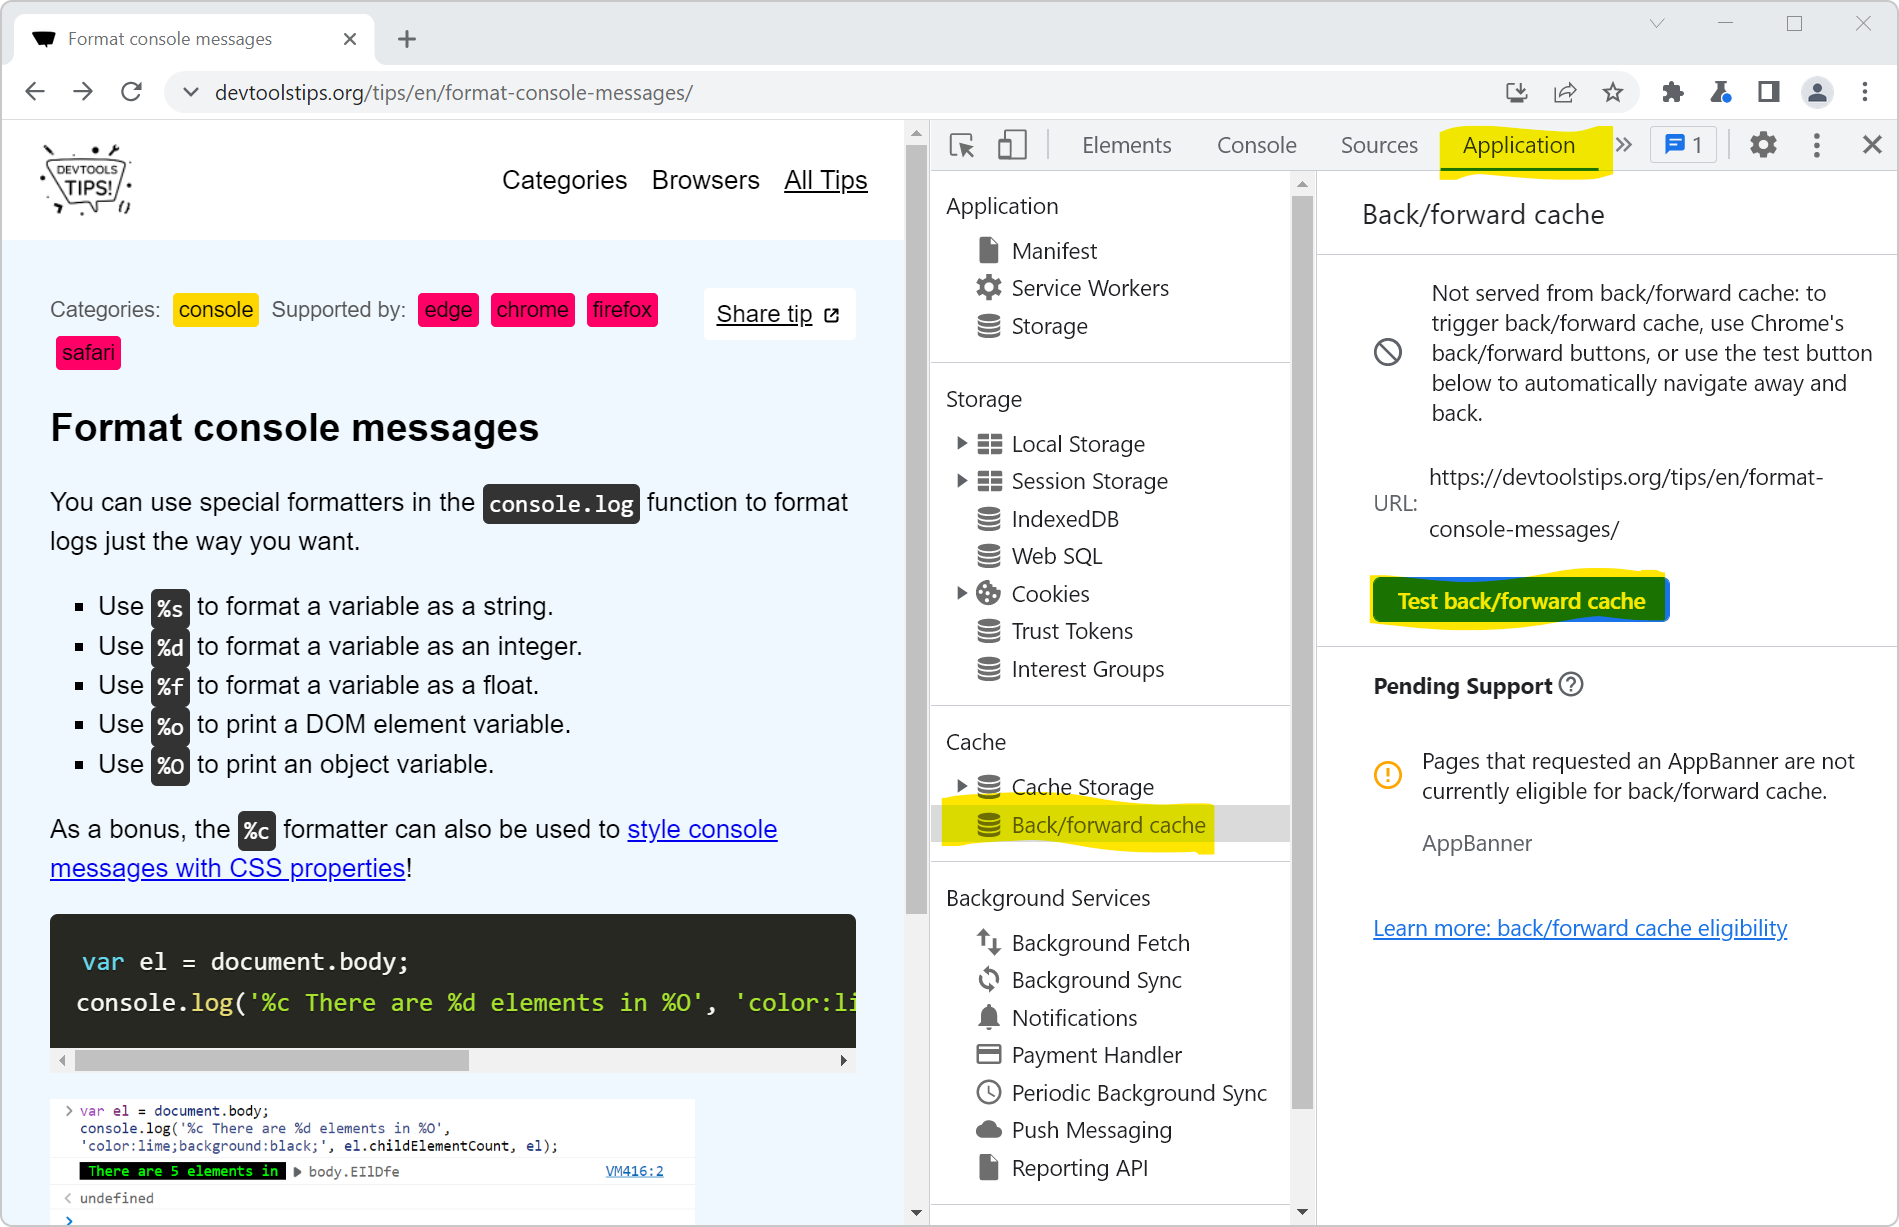 Format console messages
devtoolstips.org/tips/en/format-console-messages/
DEVTOOLS
TIPS!
Categories Browsers All Tips
Categories: console Supported by: edge chrome firefox
safari
Share tip
Format console messages
You can use special formatters in the console.log function to format
logs just the way you want.
Use %s to format a variable as a string.
Use %d to format a variable as an integer.
Use %f to format a variable as a float.
Use %o to print a DOM element variable.
Use %O to print an object variable.
As a bonus, the %c formatter can also be used to style console
messages with CSS properties!
var el = document.body;
console.log('%c There are %d elements in %O', 'color:li
var el = document.body;
console.log('%c There are %d elements in %O',
'color:lime;background:black;', el.childElementCount, el);
There are 5 elements in body.EIlDfe VM416:2
undefined
Elements Console Sources Application 1
Application
Manifest
Service Workers
Storage
Storage
Local Storage
Session Storage
IndexedDB
Web SQL
Cookies
Trust Tokens
Interest Groups
Cache
Cache Storage
Back/forward cache
Background Services
Background Fetch
Background Sync
Notifications
Payment Handler
Periodic Background Sync
Push Messaging
Reporting API
Back/forward cache
Not served from back/forward cache: to
trigger back/forward cache, use Chrome's
back/forward buttons, or use the test button
below to automatically navigate away and
back.
URL: https://devtoolstips.org/tips/en/format-
console-messages/
Test back/forward cache
Pending Support
Pages that requested an AppBanner are not
currently eligible for back/forward cache.
AppBanner
Learn more: back/forward cache eligibility